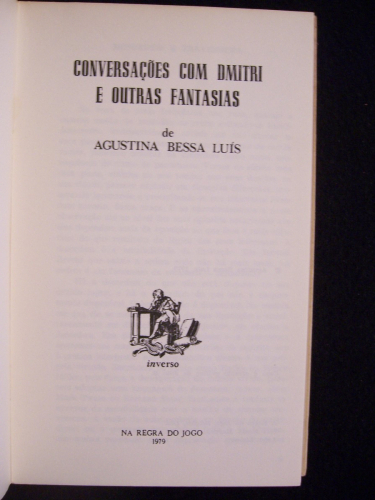 CONVERSAÇÕES COM DMITRI
E OUTRAS FANTASIAS
de
AGUSTINA BESSA LUÍS
inverso
NA REGRA DO JOGO
1979